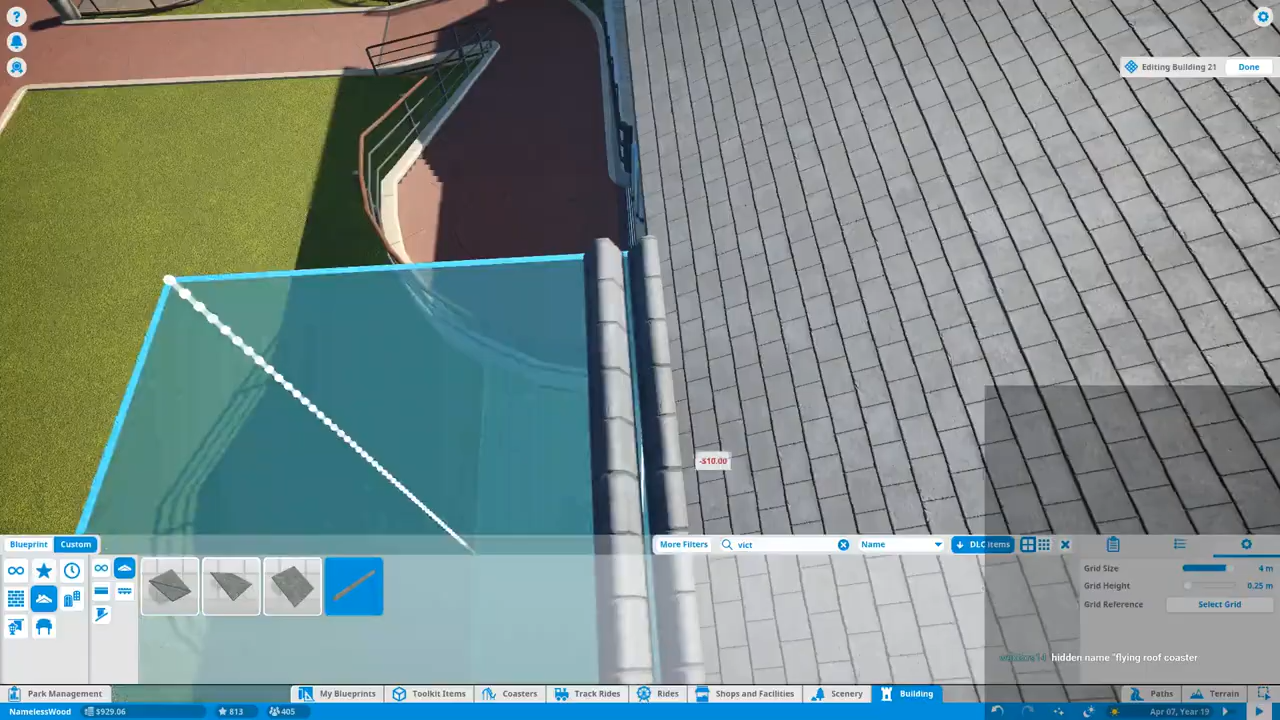 Editing Building 21
Done
-$10.00
Blueprint
Custom
More Filters
vict
Name
DLC Items
Grid Size
4 m
Grid Height
0.25 m
Grid Reference
Select Grid
hidden name "flying roof coaster
Park Management
My Blueprints
Toolkit Items
Coasters
Track Rides
Rides
Shops and Facilities
Scenery
Building
Paths
Terrain
NamelessWood
$929.06
813
405
Apr 07, Year 19